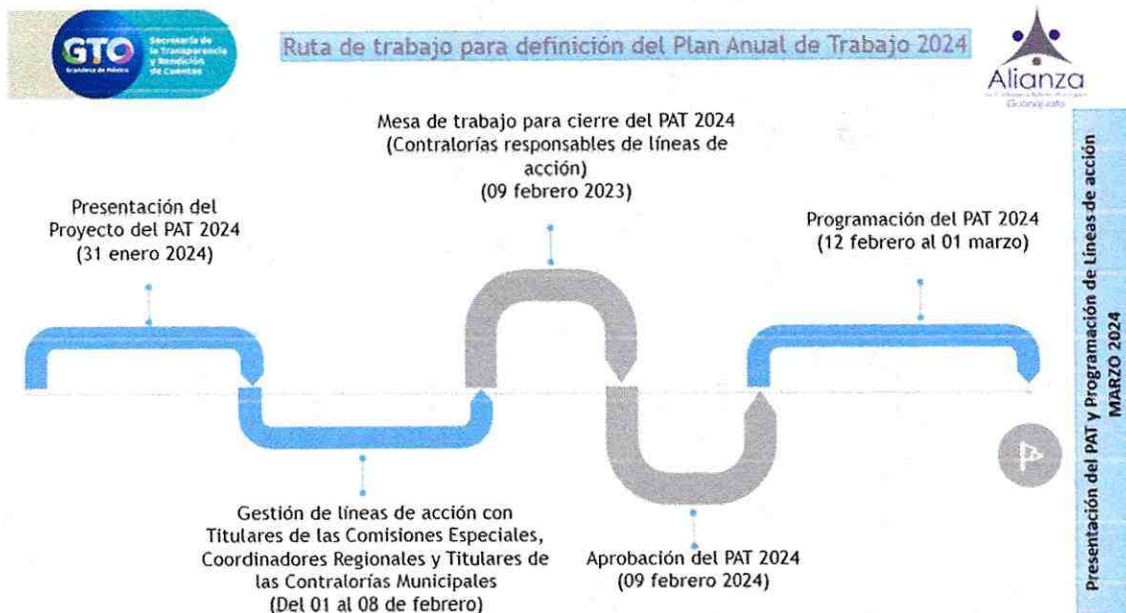 GTO
Grandeza de México
Secretaría de
la Transparencia
y Rendición
de Cuentas
Ruta de trabajo para definición del Plan Anual de Trabajo 2024
Alianza
Guanajuato
Mesa de trabajo para cierre del PAT 2024
(Contralorías responsables de líneas de
acción)
(09 febrero 2023)
Presentación del
Proyecto del PAT 2024
(31 enero 2024)
Programación del PAT 2024
(12 febrero al 01 marzo)
Gestión de líneas de acción con
Titulares de las Comisiones Especiales,
Coordinadores Regionales y Titulares de
las Contralorías Municipales
(Del 01 al 08 de febrero)
Aprobación del PAT 2024
(09 febrero 2024)
Presentación del PAT y Programación de Líneas de acción
MARZO 2024